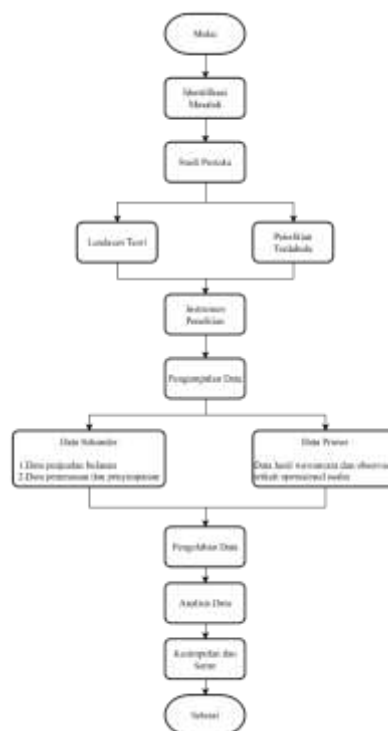 Mulai
Identifikasi
Masalah
Studi Pustaka
Landasan Teori
Penelitian
Terdahulu
Instrumen
Penelitian
Pengumpulan Data
Data Sekunder
1.Data penjualan bulanan
2.Data pemesanan dan penyimpanan
Data Primer
Data hasil wawancara dan observasi
terkait operasional usaha
Pengolahan Data
Analisis Data
Kesimpulan dan
Saran
Selesai